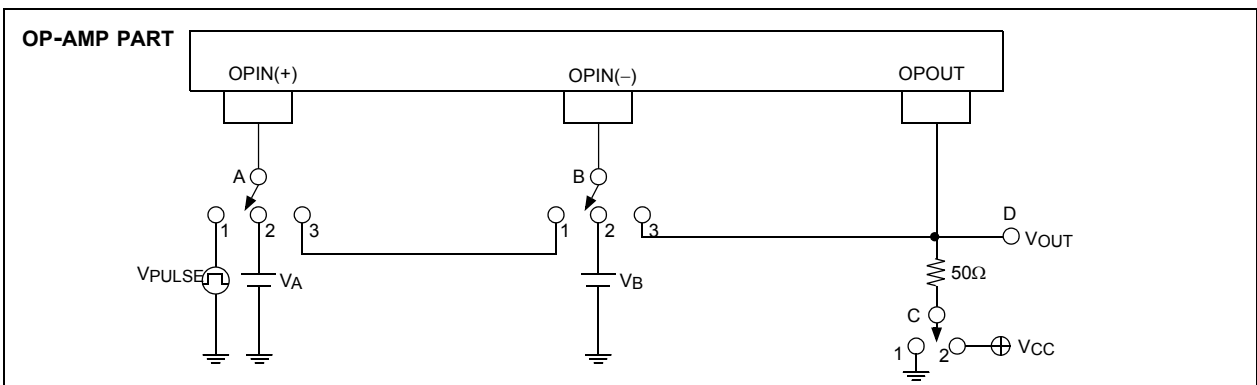 OP-AMP PART
OPIN(+)
OPIN(−)
OPOUT
A
B
D
1
2
3
1
2
3
VOUT
VPULSE
VA
VB
50Ω
C
1
2
VCC